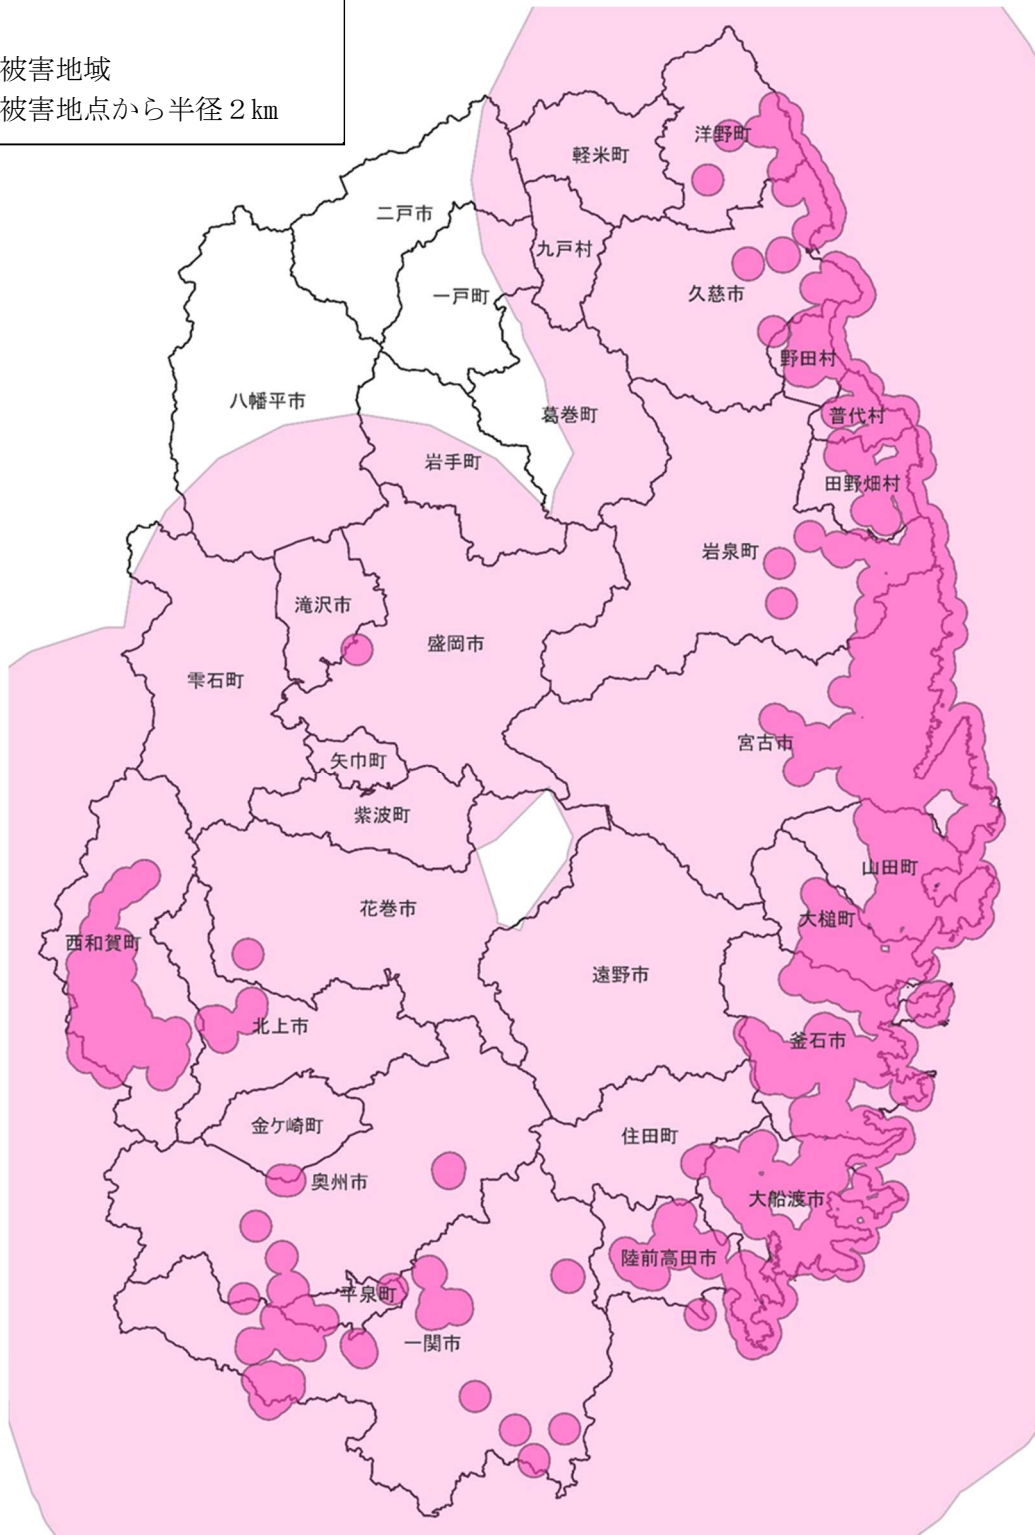 被害地域
被害地点から半径２㎞
洋野町
軽米町
二戸市
九戸村
久慈市
一戸町
野田村
八幡平市
葛巻町
普代村
岩手町
田野畑村
岩泉町
滝沢市
盛岡市
雫石町
宮古市
矢巾町
紫波町
山田町
花巻市
大槌町
西和賀町
遠野市
北上市
釜石市
金ケ崎町
住田町
奥州市
大船渡市
陸前高田市
平泉町
一関市